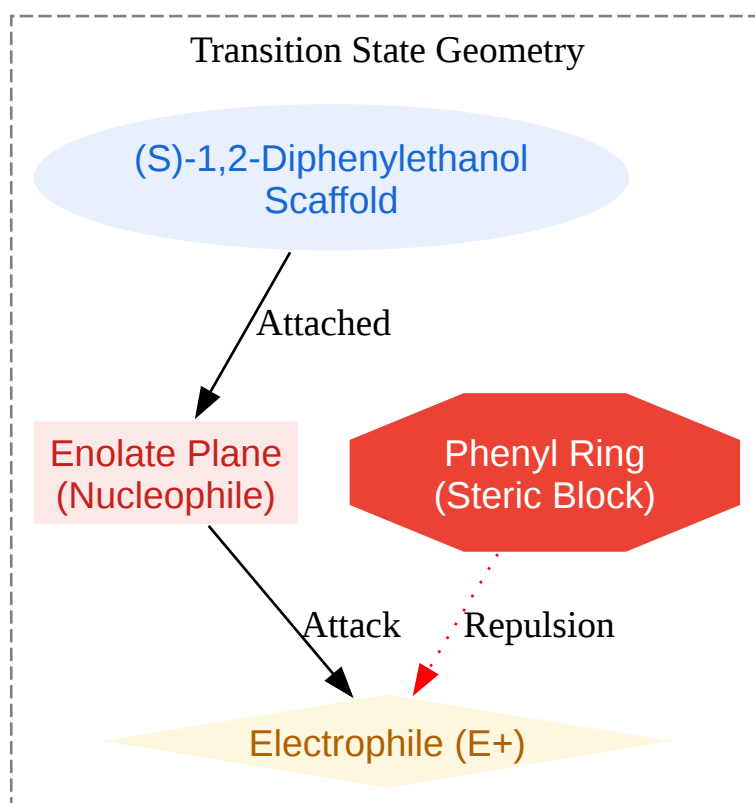 Transition State Geometry
(S)-1,2-Diphenylethanol
Scaffold
Attached
Enolate Plane
(Nucleophile)
Phenyl Ring
(Steric Block)
Attack
Repulsion
Electrophile (E+)